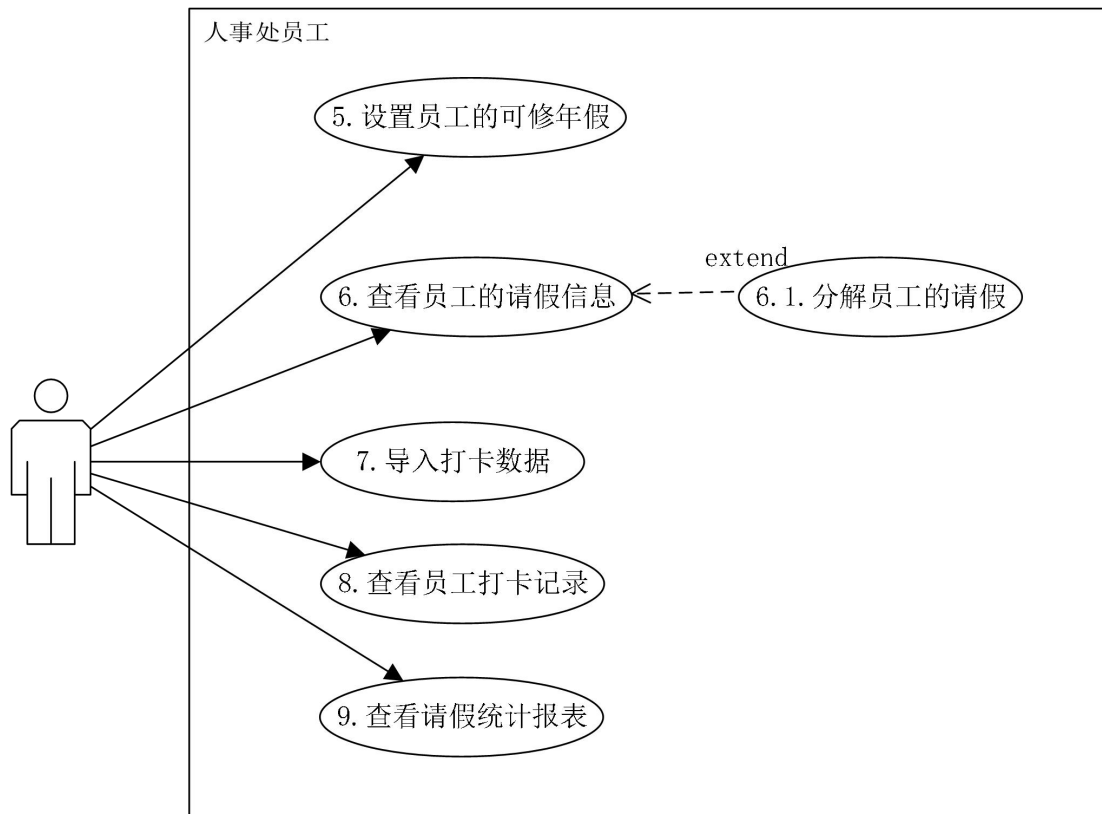 人事处员工
5.设置员工的可修年假
extend
6.查看员工的请假信息
6.1.分解员工的请假
7.导入打卡数据
8.查看员工打卡记录
9.查看请假统计报表